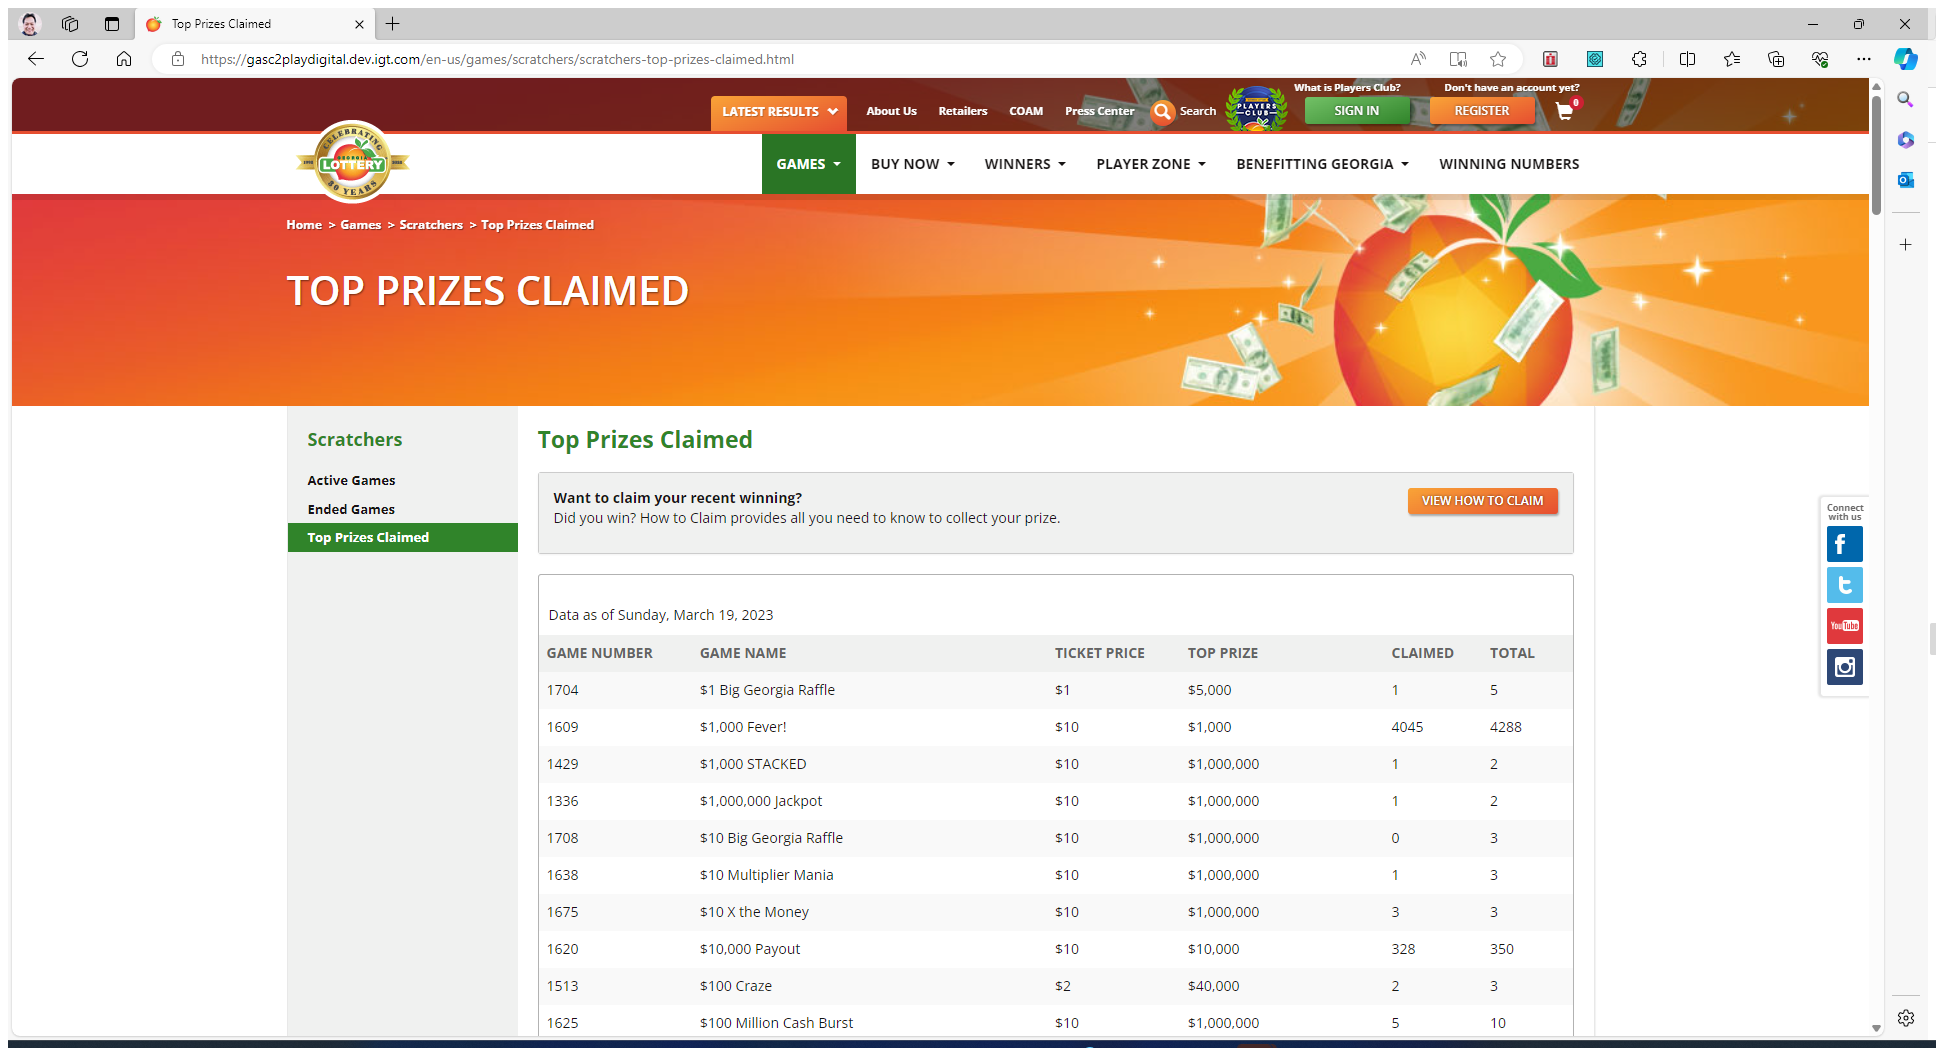 Top Prizes Claimed
https://gasc2playdigital.dev.igt.com/en-us/games/scratchers/scratchers-top-prizes-claimed.html
What is Players Club? Don't have an account yet?
LATEST RESULTS About Us Retailers COAM Press Center Search PLAYERS CLUB SIGN IN REGISTER 0
CELEBRATING
GEORGIA
LOTTERY
30 YEARS
GAMES BUY NOW WINNERS PLAYER ZONE BENEFITTING GEORGIA WINNING NUMBERS
Home > Games > Scratchers > Top Prizes Claimed
TOP PRIZES CLAIMED
Scratchers
Active Games
Ended Games
Top Prizes Claimed
Top Prizes Claimed
Want to claim your recent winning?
Did you win? How to Claim provides all you need to know to collect your prize.
VIEW HOW TO CLAIM
Connect
with us
YouTube
Data as of Sunday, March 19, 2023
GAME NUMBER GAME NAME TICKET PRICE TOP PRIZE CLAIMED TOTAL
1704 $1 Big Georgia Raffle $1 $5,000 1 5
1609 $1,000 Fever! $10 $1,000 4045 4288
1429 $1,000 STACKED $10 $1,000,000 1 2
1336 $1,000,000 Jackpot $10 $1,000,000 1 2
1708 $10 Big Georgia Raffle $10 $1,000,000 0 3
1638 $10 Multiplier Mania $10 $1,000,000 1 3
1675 $10 X the Money $10 $1,000,000 3 3
1620 $10,000 Payout $10 $10,000 328 350
1513 $100 Craze $2 $40,000 2 3
1625 $100 Million Cash Burst $10 $1,000,000 5 10